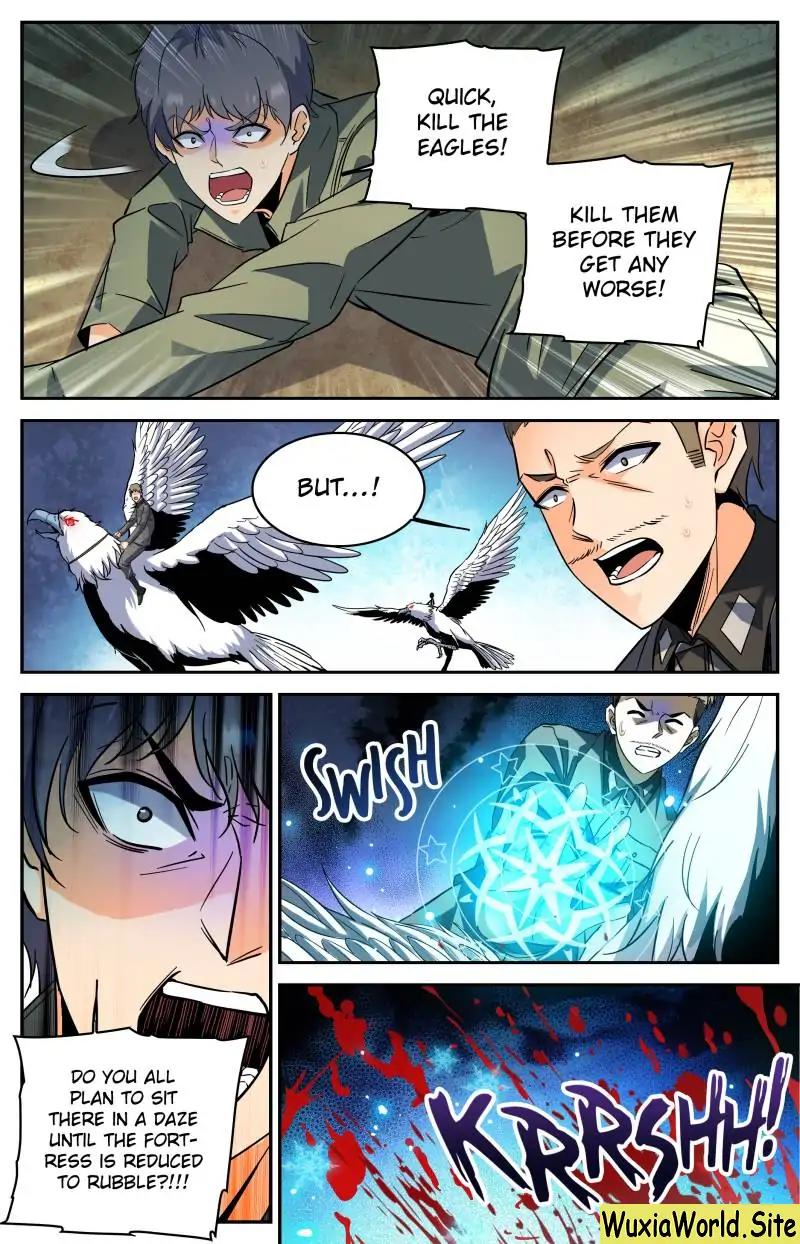 QUICK,
KILL THE
EAGLES!
KILL THEM
BEFORE THEY
GET ANY
WORSE!
BUT...!
SWISH
DO YOU ALL
PLAN TO SIT
THERE IN A DAZE
UNTIL THE FORT-
RESS IS REDUCED
TO RUBBLE?!!!
KRRSHH!
WuxiaWorld.Site